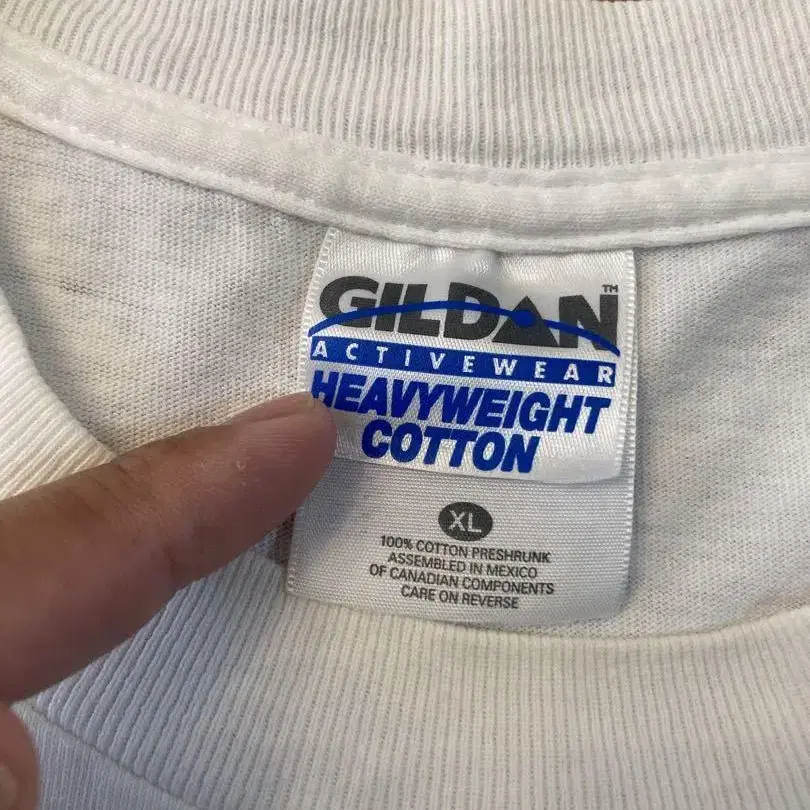 GILDAN™
ACTIVEWEAR
HEAVYWEIGHT
COTTON
XL
100% COTTON PRESHRUNK
ASSEMBLED IN MEXICO
OF CANADIAN COMPONENTS
CARE ON REVERSE